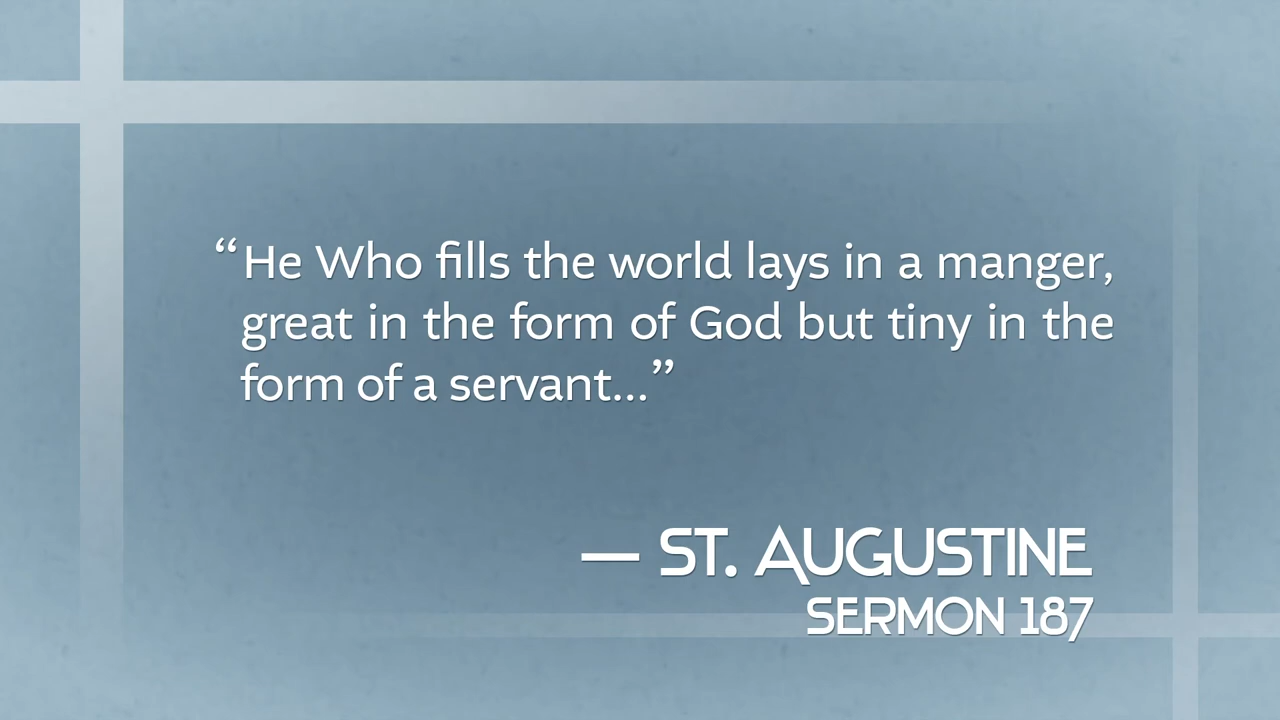 “He Who fills the world lays in a manger,
great in the form of God but tiny in the
form of a servant...”
— ST. AUGUSTINE
SERMON 187